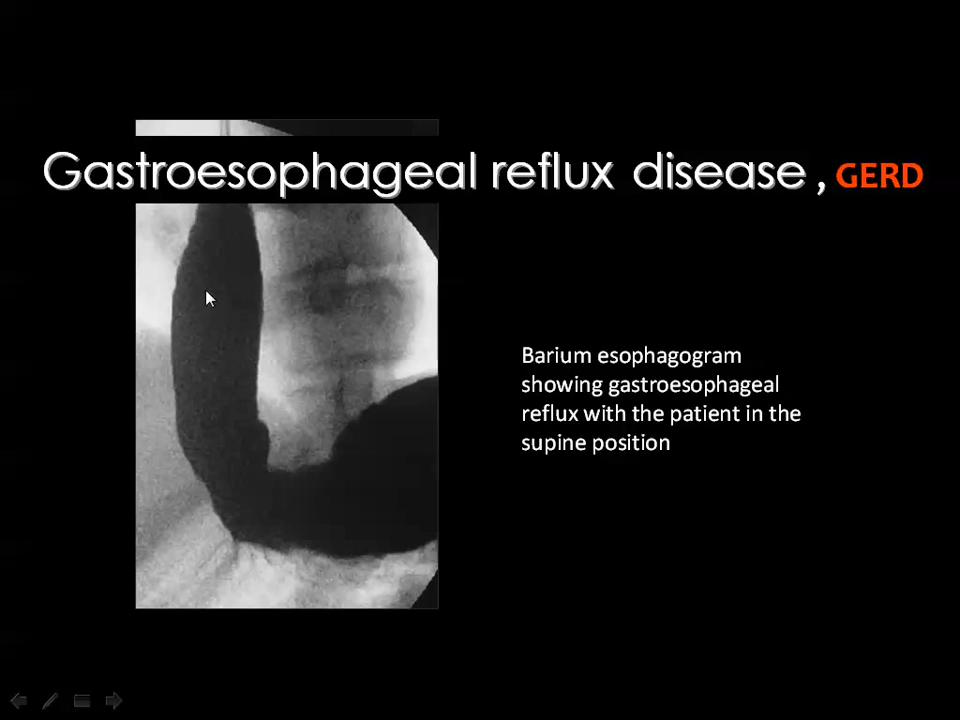 Gastroesophageal reflux disease , GERD
Barium esophagogram
showing gastroesophageal
reflux with the patient in the
supine position